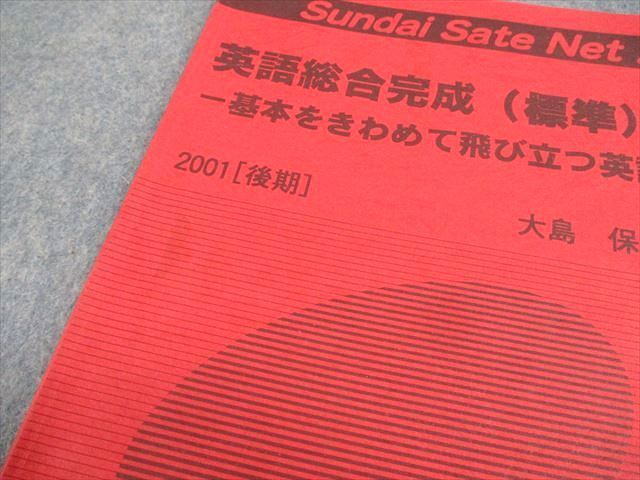 Sundai Sate Net
英語総合完成（標準）
－基本をきわめて飛び立つ英
2001［後期］
大島　保